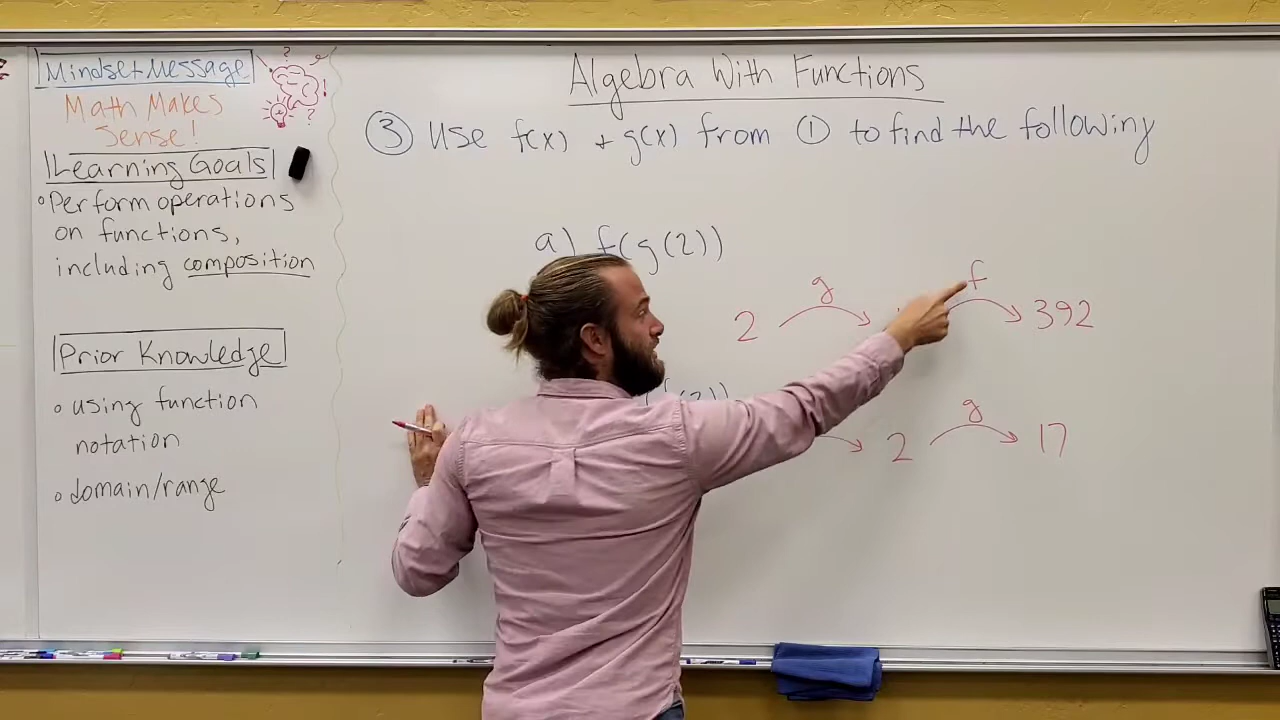 Mindset Message
Math Makes
Sense!
Learning Goals
◦ Perform operations
on functions,
including composition
Prior Knowledge
◦ using function
notation
◦ domain/range
Algebra With Functions
③ Use f(x) + g(x) from ① to find the following
a) f(g(2))
g f
2 392
(2))
g
2 17